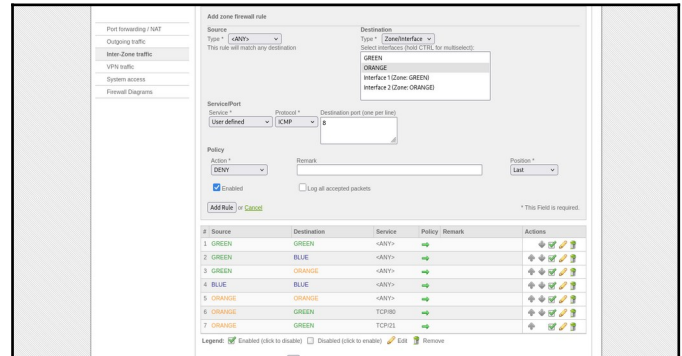 Port forwarding / NAT
Outgoing traffic
Inter-Zone traffic
VPN traffic
System access
Firewall Diagrams
Add zone firewall rule
Source
Destination
Type * <ANY>
Type * Zone/Interface
This rule will match any destination
Select interfaces (hold CTRL for multiselect):
GREEN
ORANGE
Interface 1 (Zone: GREEN)
Interface 2 (Zone: ORANGE)
Service/Port
Service * Protocol * Destination port (one per line)
User defined ICMP 8
Policy
Action * Remark Position *
DENY Last
Enabled Log all accepted packets
Add Rule or Cancel * This Field is required.
# Source Destination Service Policy Remark Actions
1 GREEN GREEN <ANY>
2 GREEN BLUE <ANY>
3 GREEN ORANGE <ANY>
4 BLUE BLUE <ANY>
5 ORANGE ORANGE <ANY>
6 ORANGE GREEN TCP/80
7 ORANGE GREEN TCP/21
Legend: Enabled (click to disable) Disabled (click to enable) Edit Remove